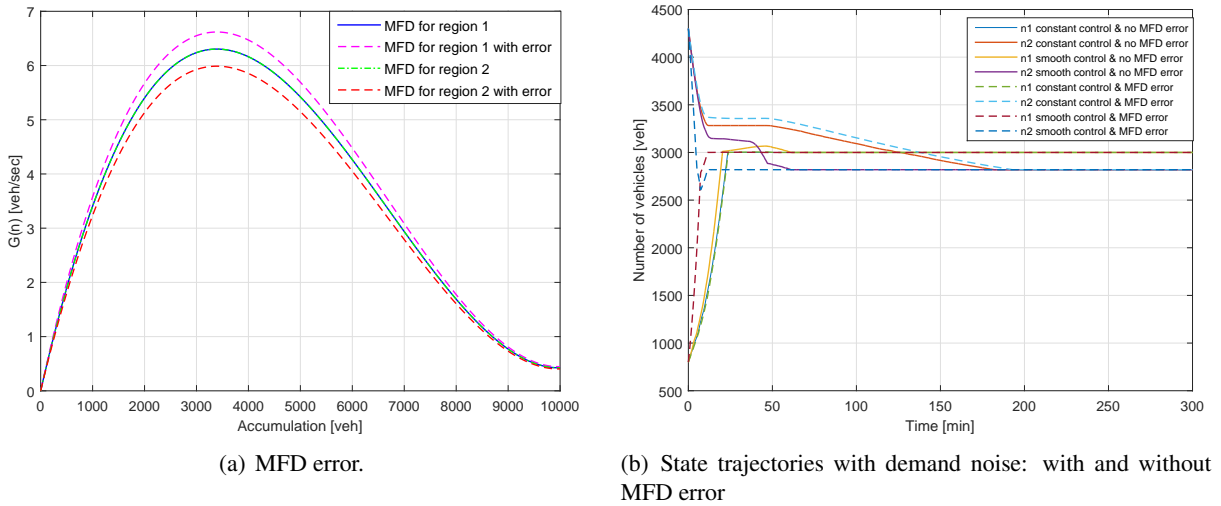 7
6
5
4
3
2
1
0
G(n) [veh/sec]
0 1000 2000 3000 4000 5000 6000 7000 8000 9000 10000
Accumulation [veh]
MFD for region 1
MFD for region 1 with error
MFD for region 2
MFD for region 2 with error
(a) MFD error.
4500
4000
3500
3000
2500
2000
1500
1000
500
Number of vehicles [veh]
0 50 100 150 200 250 300
Time [min]
n1 constant control & no MFD error
n2 constant control & no MFD error
n1 smooth control & no MFD error
n2 smooth control & no MFD error
n1 constant control & MFD error
n2 constant control & MFD error
n1 smooth control & MFD error
n2 smooth control & MFD error
(b) State trajectories with demand noise: with and without
MFD error